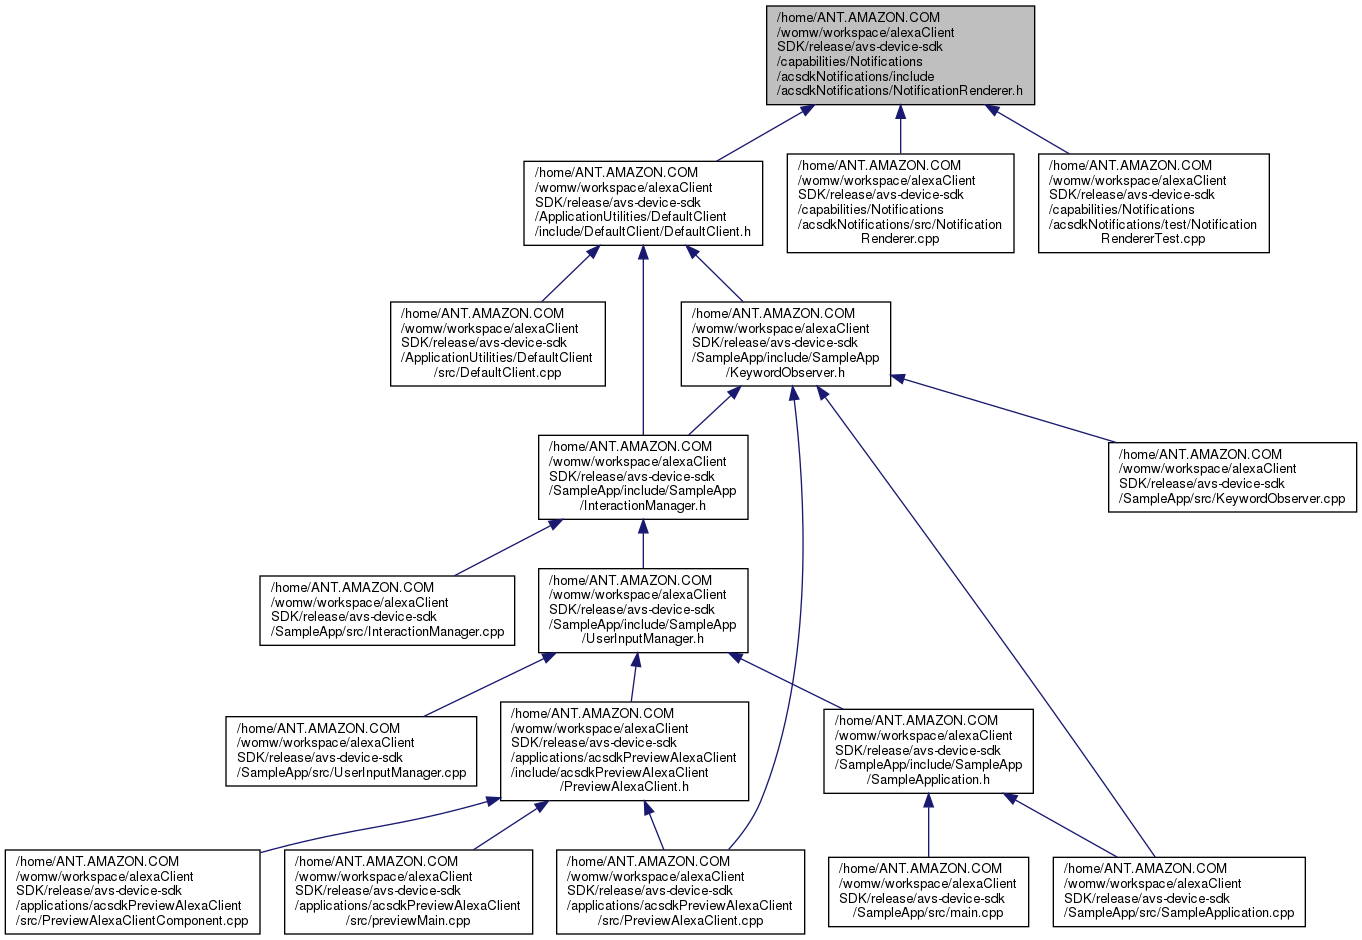 /home/ANT.AMAZON.COM
/womw/workspace/alexaClient
SDK/release/avs-device-sdk
/capabilities/Notifications
/acsdkNotifications/include
/acsdkNotifications/NotificationRenderer.h
/home/ANT.AMAZON.COM
/womw/workspace/alexaClient
SDK/release/avs-device-sdk
/ApplicationUtilities/DefaultClient
/include/DefaultClient/DefaultClient.h
/home/ANT.AMAZON.COM
/womw/workspace/alexaClient
SDK/release/avs-device-sdk
/capabilities/Notifications
/acsdkNotifications/src/Notification
Renderer.cpp
/home/ANT.AMAZON.COM
/womw/workspace/alexaClient
SDK/release/avs-device-sdk
/capabilities/Notifications
/acsdkNotifications/test/Notification
RendererTest.cpp
/home/ANT.AMAZON.COM
/womw/workspace/alexaClient
SDK/release/avs-device-sdk
/ApplicationUtilities/DefaultClient
/src/DefaultClient.cpp
/home/ANT.AMAZON.COM
/womw/workspace/alexaClient
SDK/release/avs-device-sdk
/SampleApp/include/SampleApp
/KeywordObserver.h
/home/ANT.AMAZON.COM
/womw/workspace/alexaClient
SDK/release/avs-device-sdk
/SampleApp/include/SampleApp
/InteractionManager.h
/home/ANT.AMAZON.COM
/womw/workspace/alexaClient
SDK/release/avs-device-sdk
/SampleApp/src/KeywordObserver.cpp
/home/ANT.AMAZON.COM
/womw/workspace/alexaClient
SDK/release/avs-device-sdk
/SampleApp/src/InteractionManager.cpp
/home/ANT.AMAZON.COM
/womw/workspace/alexaClient
SDK/release/avs-device-sdk
/SampleApp/include/SampleApp
/UserInputManager.h
/home/ANT.AMAZON.COM
/womw/workspace/alexaClient
SDK/release/avs-device-sdk
/SampleApp/src/UserInputManager.cpp
/home/ANT.AMAZON.COM
/womw/workspace/alexaClient
SDK/release/avs-device-sdk
/applications/acsdkPreviewAlexaClient
/include/acsdkPreviewAlexaClient
/PreviewAlexaClient.h
/home/ANT.AMAZON.COM
/womw/workspace/alexaClient
SDK/release/avs-device-sdk
/SampleApp/include/SampleApp
/SampleApplication.h
/home/ANT.AMAZON.COM
/womw/workspace/alexaClient
SDK/release/avs-device-sdk
/applications/acsdkPreviewAlexaClient
/src/PreviewAlexaClientComponent.cpp
/home/ANT.AMAZON.COM
/womw/workspace/alexaClient
SDK/release/avs-device-sdk
/applications/acsdkPreviewAlexaClient
/src/previewMain.cpp
/home/ANT.AMAZON.COM
/womw/workspace/alexaClient
SDK/release/avs-device-sdk
/applications/acsdkPreviewAlexaClient
/src/PreviewAlexaClient.cpp
/home/ANT.AMAZON.COM
/womw/workspace/alexaClient
SDK/release/avs-device-sdk
/SampleApp/src/main.cpp
/home/ANT.AMAZON.COM
/womw/workspace/alexaClient
SDK/release/avs-device-sdk
/SampleApp/src/SampleApplication.cpp